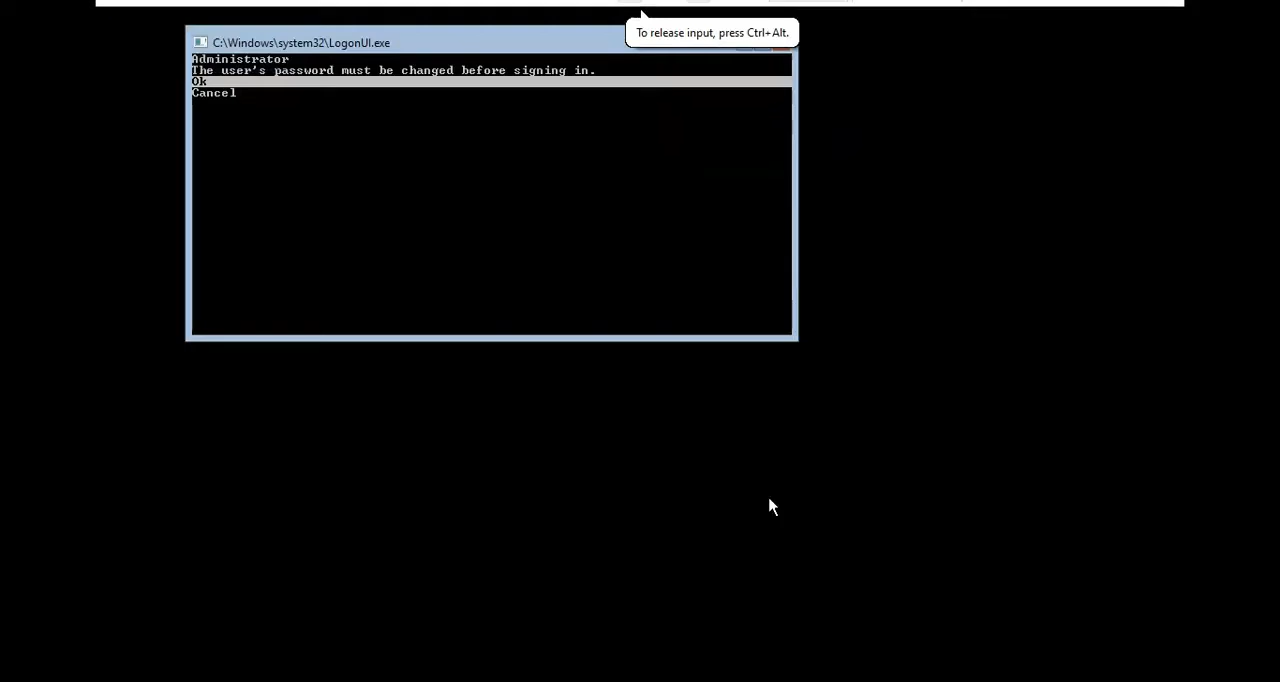 To release input, press Ctrl+Alt.
C:\Windows\system32\LogonUI.exe
Administrator
The user's password must be changed before signing in.
Ok
Cancel